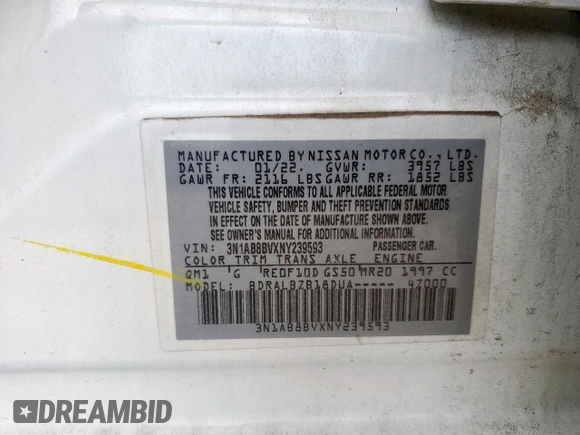 MANUFACTURED BY NISSAN MOTOR CO., LTD.
DATE: 01/22. GVWR: 3957 LBS
GAWR FR: 2116 LBS GAWR RR: 1852 LBS
THIS VEHICLE CONFORMS TO ALL APPLICABLE FEDERAL MOTOR
VEHICLE SAFETY, BUMPER AND THEFT PREVENTION STANDARDS
IN EFFECT ON THE DATE OF MANUFACTURE SHOWN ABOVE.
SEE OWNER'S MANUAL FOR ADDITIONAL INFORMATION.
VIN: 3N1AB8BVXNY239593 PASSENGER CAR.
COLOR TRIM TRANS AXLE ENGINE
QM1 G RE0F10D GS50 MR20 1997 CC
MODEL: BDRALBZB18DUA----- 4Z000
3N1AB8BVXNY239593
DREAMBID